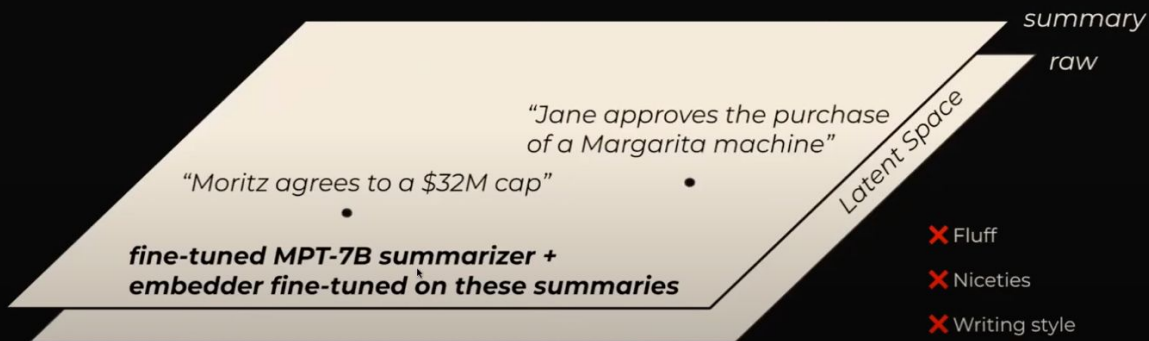 summary
raw
“Jane approves the purchase
of a Margarita machine”
Latent Space
“Moritz agrees to a $32M cap”
fine-tuned MPT-7B summarizer +
embedder fine-tuned on these summaries
❌ Fluff
❌ Niceties
❌ Writing style